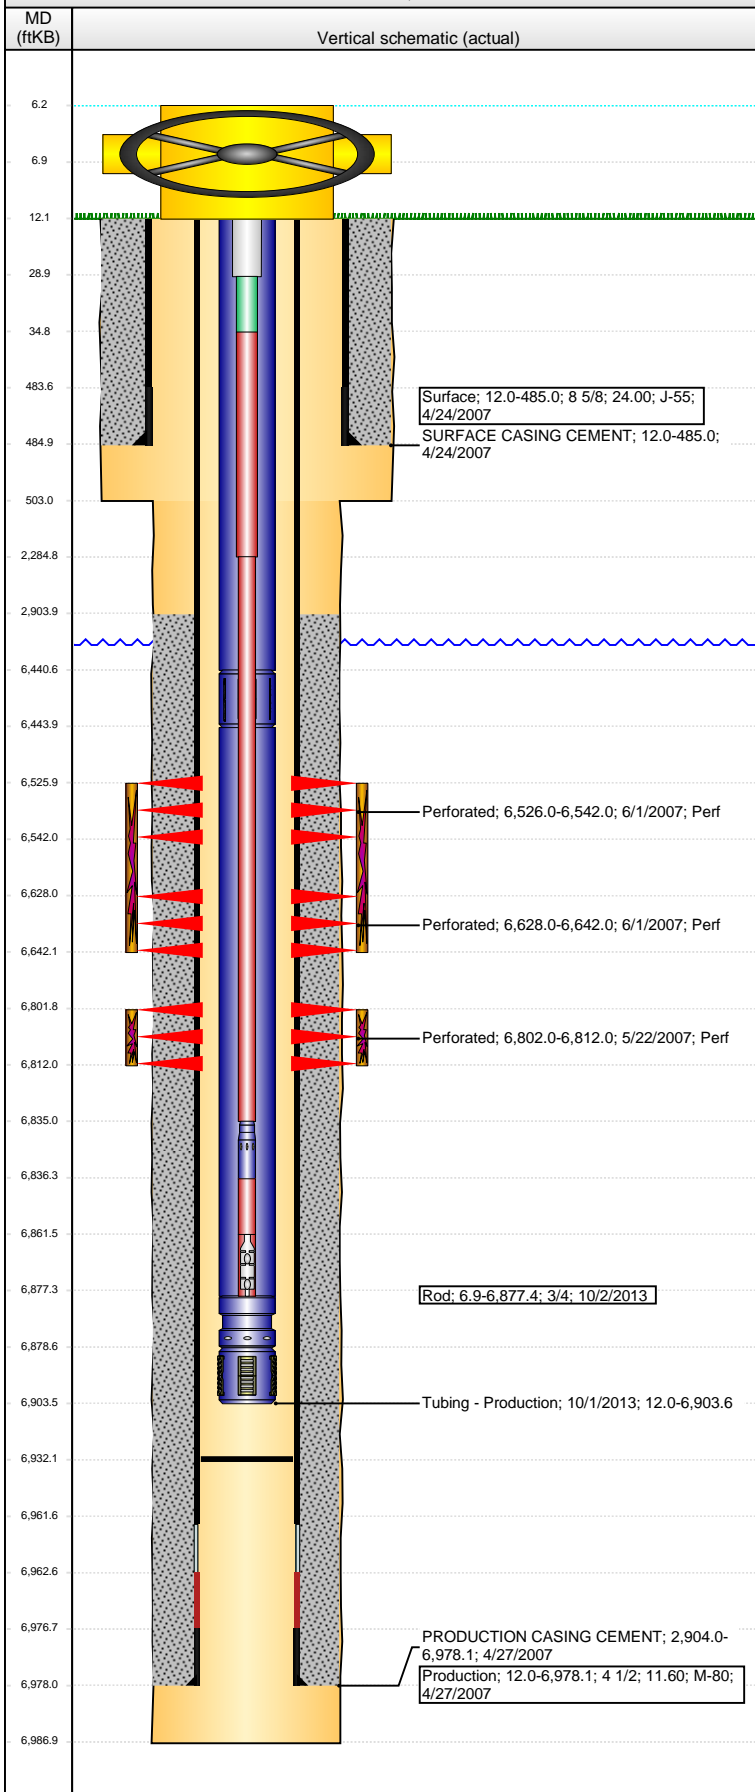 MD
(ftKB)
Vertical schematic (actual)
6.2
6.9
12.1
28.9
34.8
483.6
Surface; 12.0-485.0; 8 5/8; 24.00; J-55;
4/24/2007
SURFACE CASING CEMENT; 12.0-485.0;
4/24/2007
484.9
503.0
2,284.8
2,903.9
6,440.6
6,443.9
6,525.9
Perforated; 6,526.0-6,542.0; 6/1/2007; Perf
6,542.0
6,628.0
Perforated; 6,628.0-6,642.0; 6/1/2007; Perf
6,642.1
6,801.8
Perforated; 6,802.0-6,812.0; 5/22/2007; Perf
6,812.0
6,835.0
6,836.3
6,861.5
6,877.3
Rod; 6.9-6,877.4; 3/4; 10/2/2013
6,878.6
6,903.5
Tubing - Production; 10/1/2013; 12.0-6,903.6
6,932.1
6,961.6
6,962.6
6,976.7
PRODUCTION CASING CEMENT; 2,904.0-
6,978.1; 4/27/2007
Production; 12.0-6,978.1; 4 1/2; 11.60; M-80;
4/27/2007
6,978.0
6,986.9